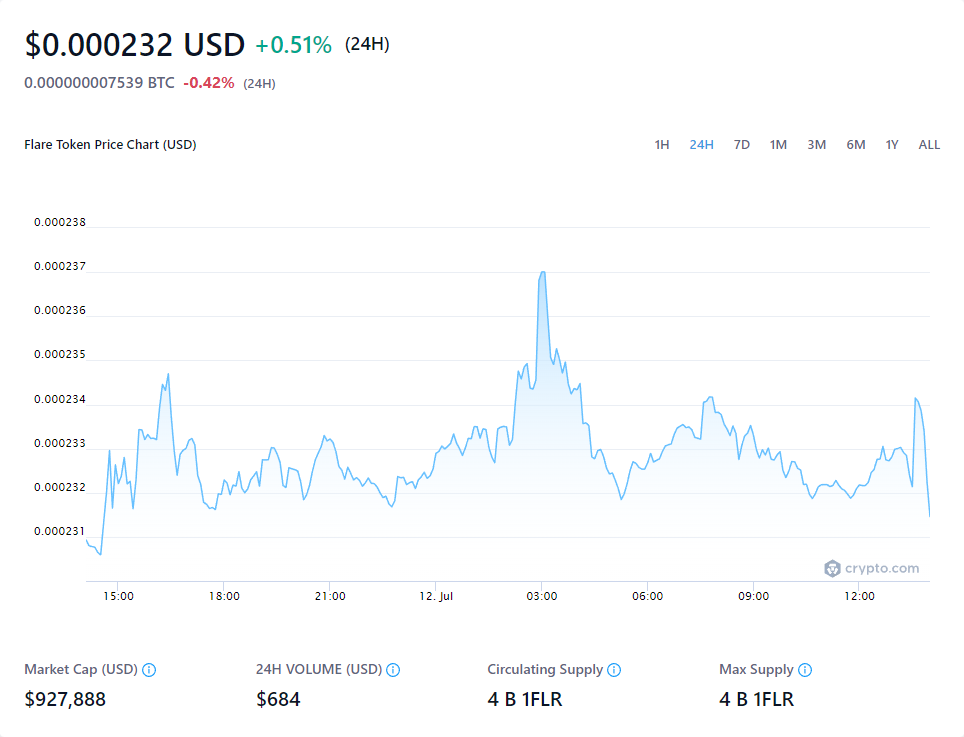 $0.000232 USD +0.51% (24H)
0.000000007539 BTC -0.42% (24H)
Flare Token Price Chart (USD) 1H 24H 7D 1M 3M 6M 1Y ALL
0.000238
0.000237
0.000236
0.000235
0.000234
0.000233
0.000232
0.000231
crypto.com
15:00 18:00 21:00 12. Jul 03:00 06:00 09:00 12:00
Market Cap (USD) 24H VOLUME (USD) Circulating Supply Max Supply
$927,888 $684 4 B 1FLR 4 B 1FLR